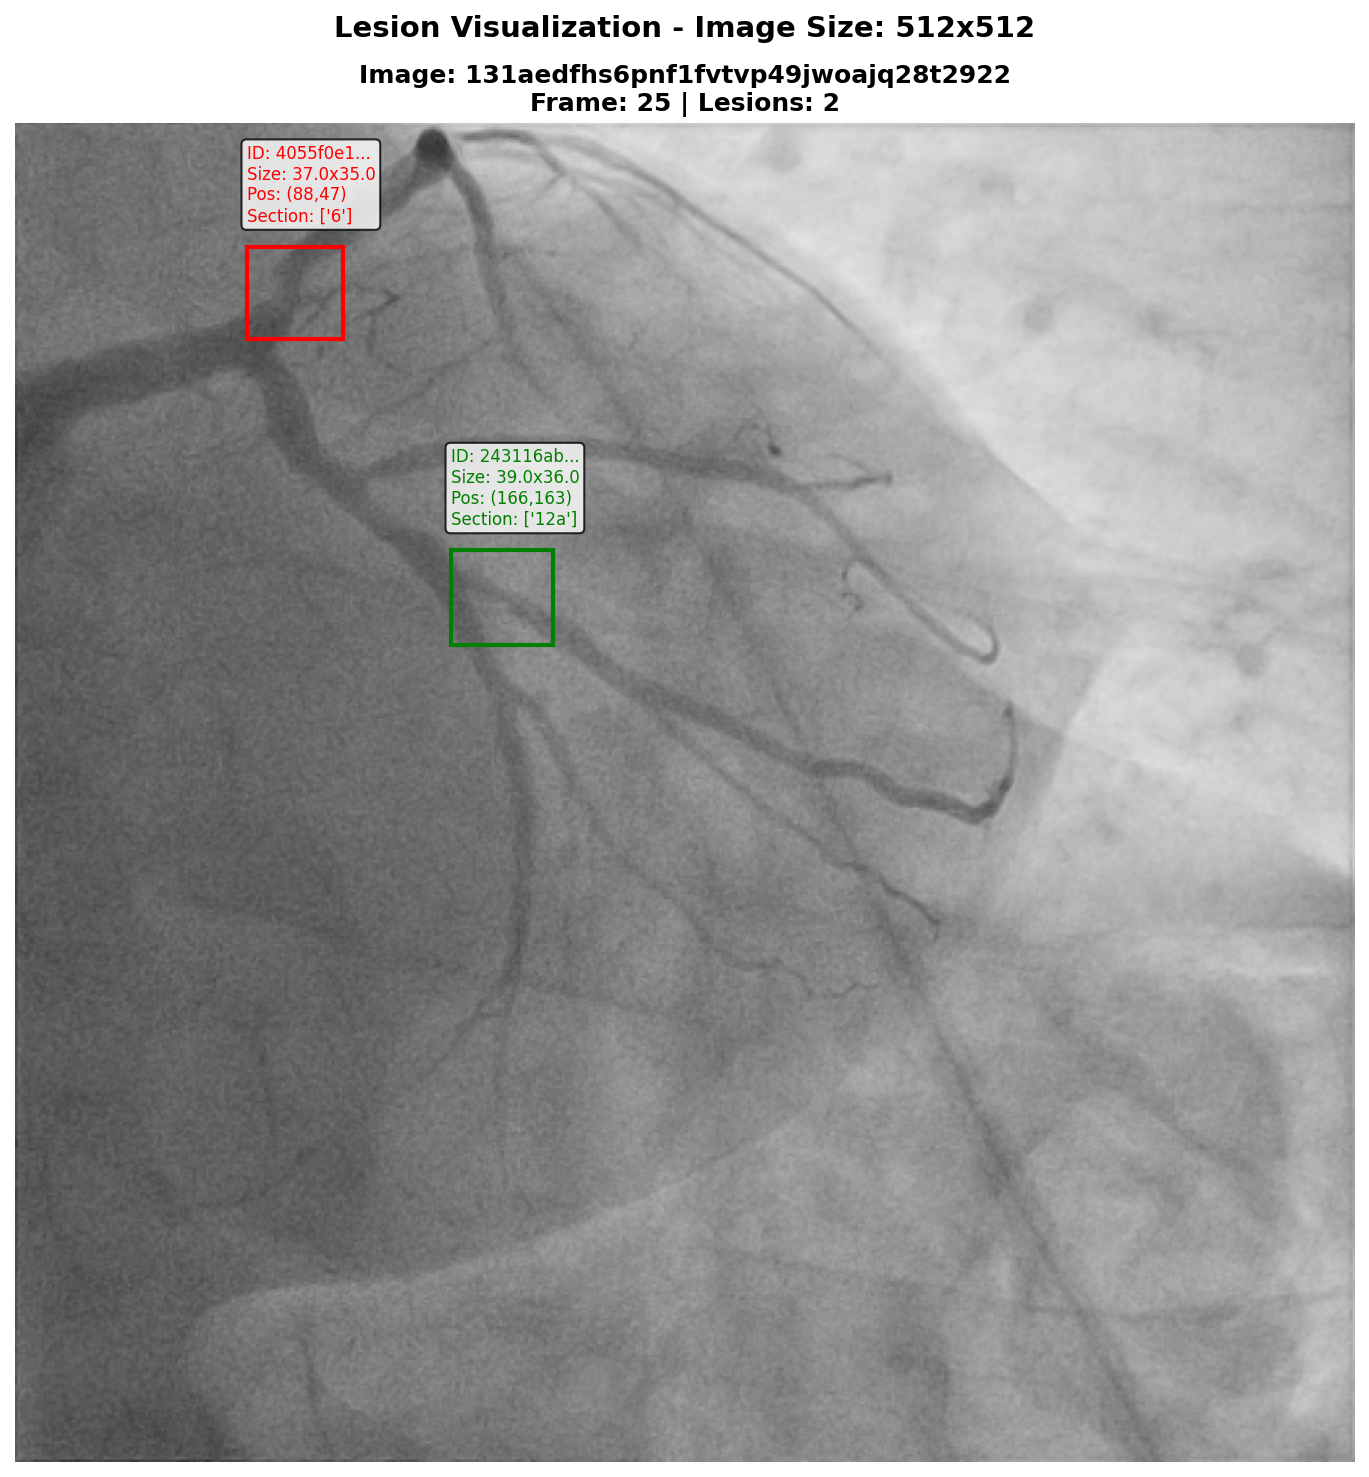 Lesion Visualization - Image Size: 512x512
Image: 131aedfhs6pnf1fvtvp49jwoajq28t2922
Frame: 25 | Lesions: 2
ID: 4055f0e1...
Size: 37.0x35.0
Pos: (88,47)
Section: ['6']
ID: 243116ab...
Size: 39.0x36.0
Pos: (166,163)
Section: ['12a']